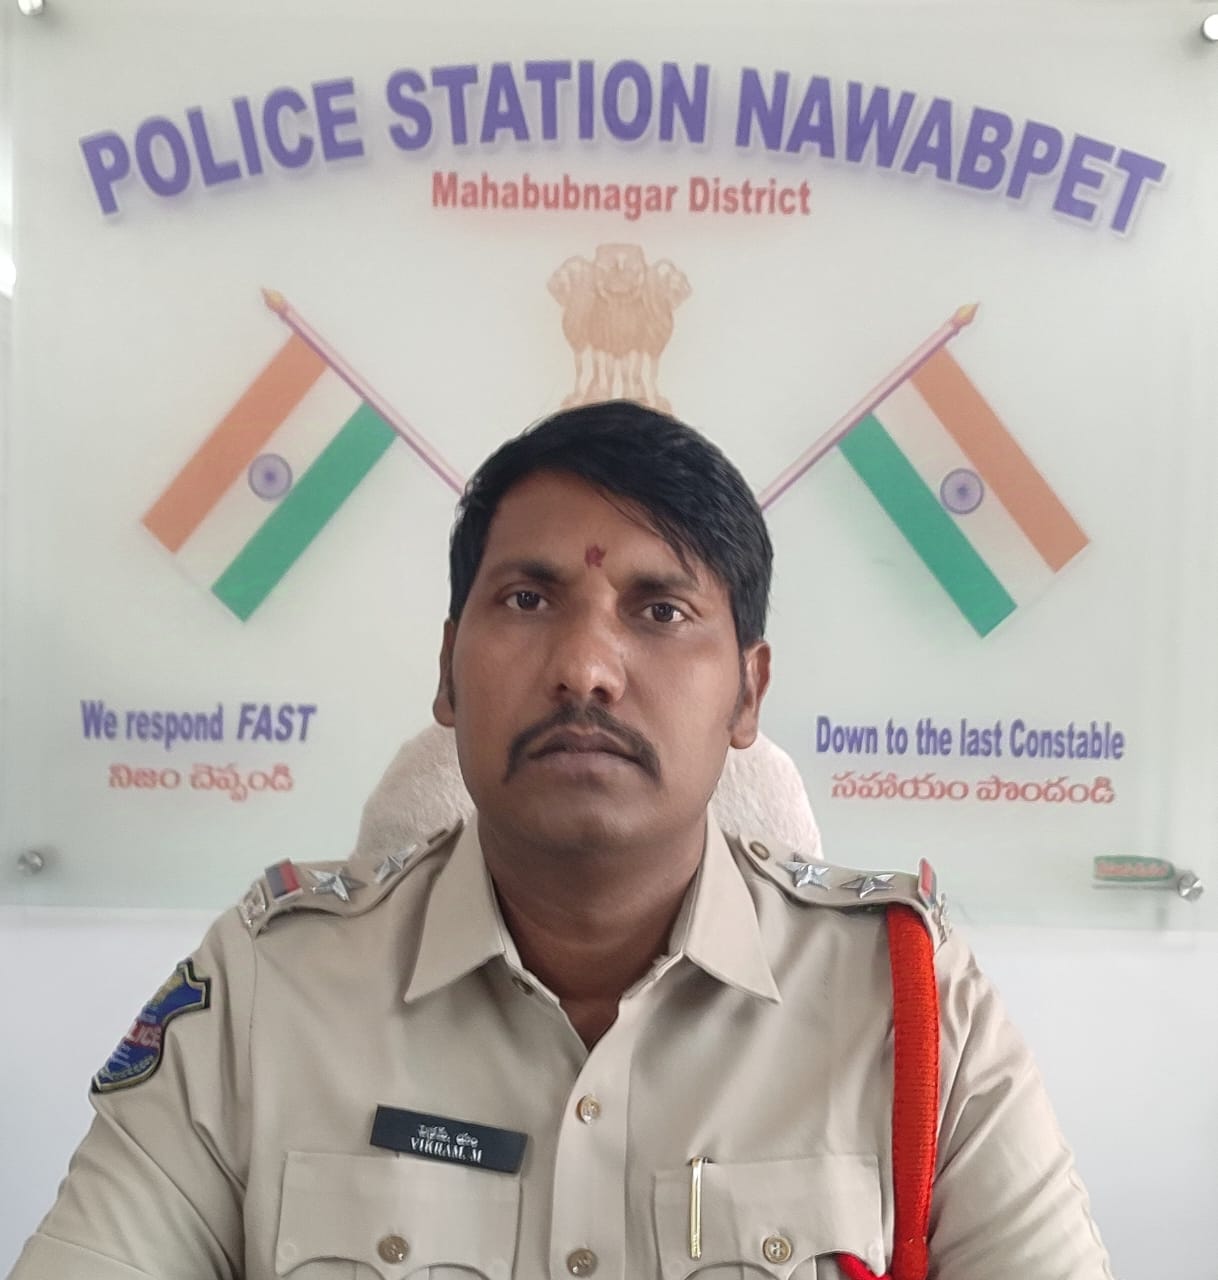 POLICE STATION NAWABPET
Mahabubnagar District
We respond FAST
నిజం చెప్పండి
Down to the last Constable
సహాయం పొందండి
VIKRAM. M